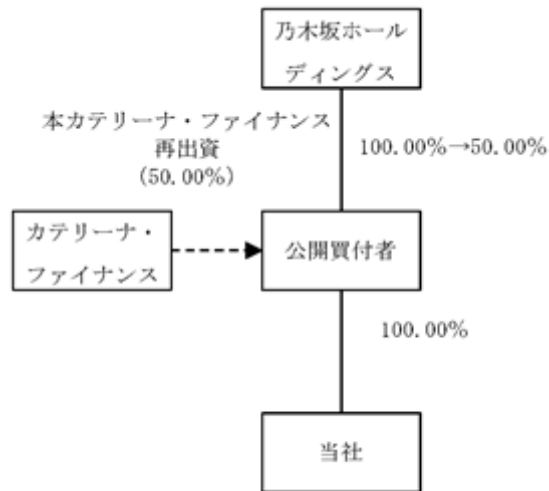 乃木坂ホール
ディングス
本カテリーナ・ファイナンス
再出資
(50.00%)
100.00%→50.00%
カテリーナ・
ファイナンス
公開買付者
100.00%
当社